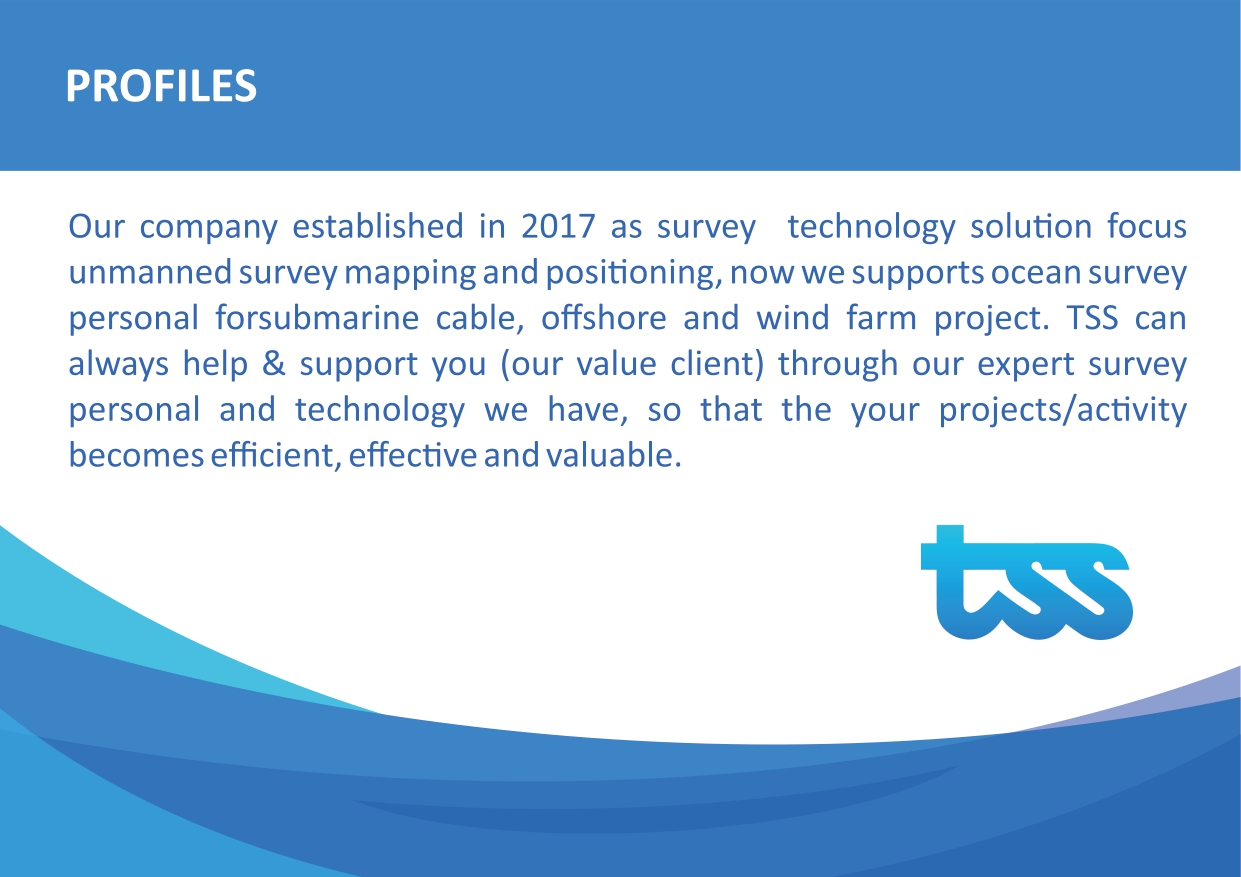 PROFILES
Our company established in 2017 as survey  technology solution focus
unmanned survey mapping and positioning, now we supports ocean survey
personal forsubmarine cable, offshore and wind farm project. TSS can
always help & support you (our value client) through our expert survey
personal and technology we have, so that the your projects/activity
becomes efficient, effective and valuable.
tss